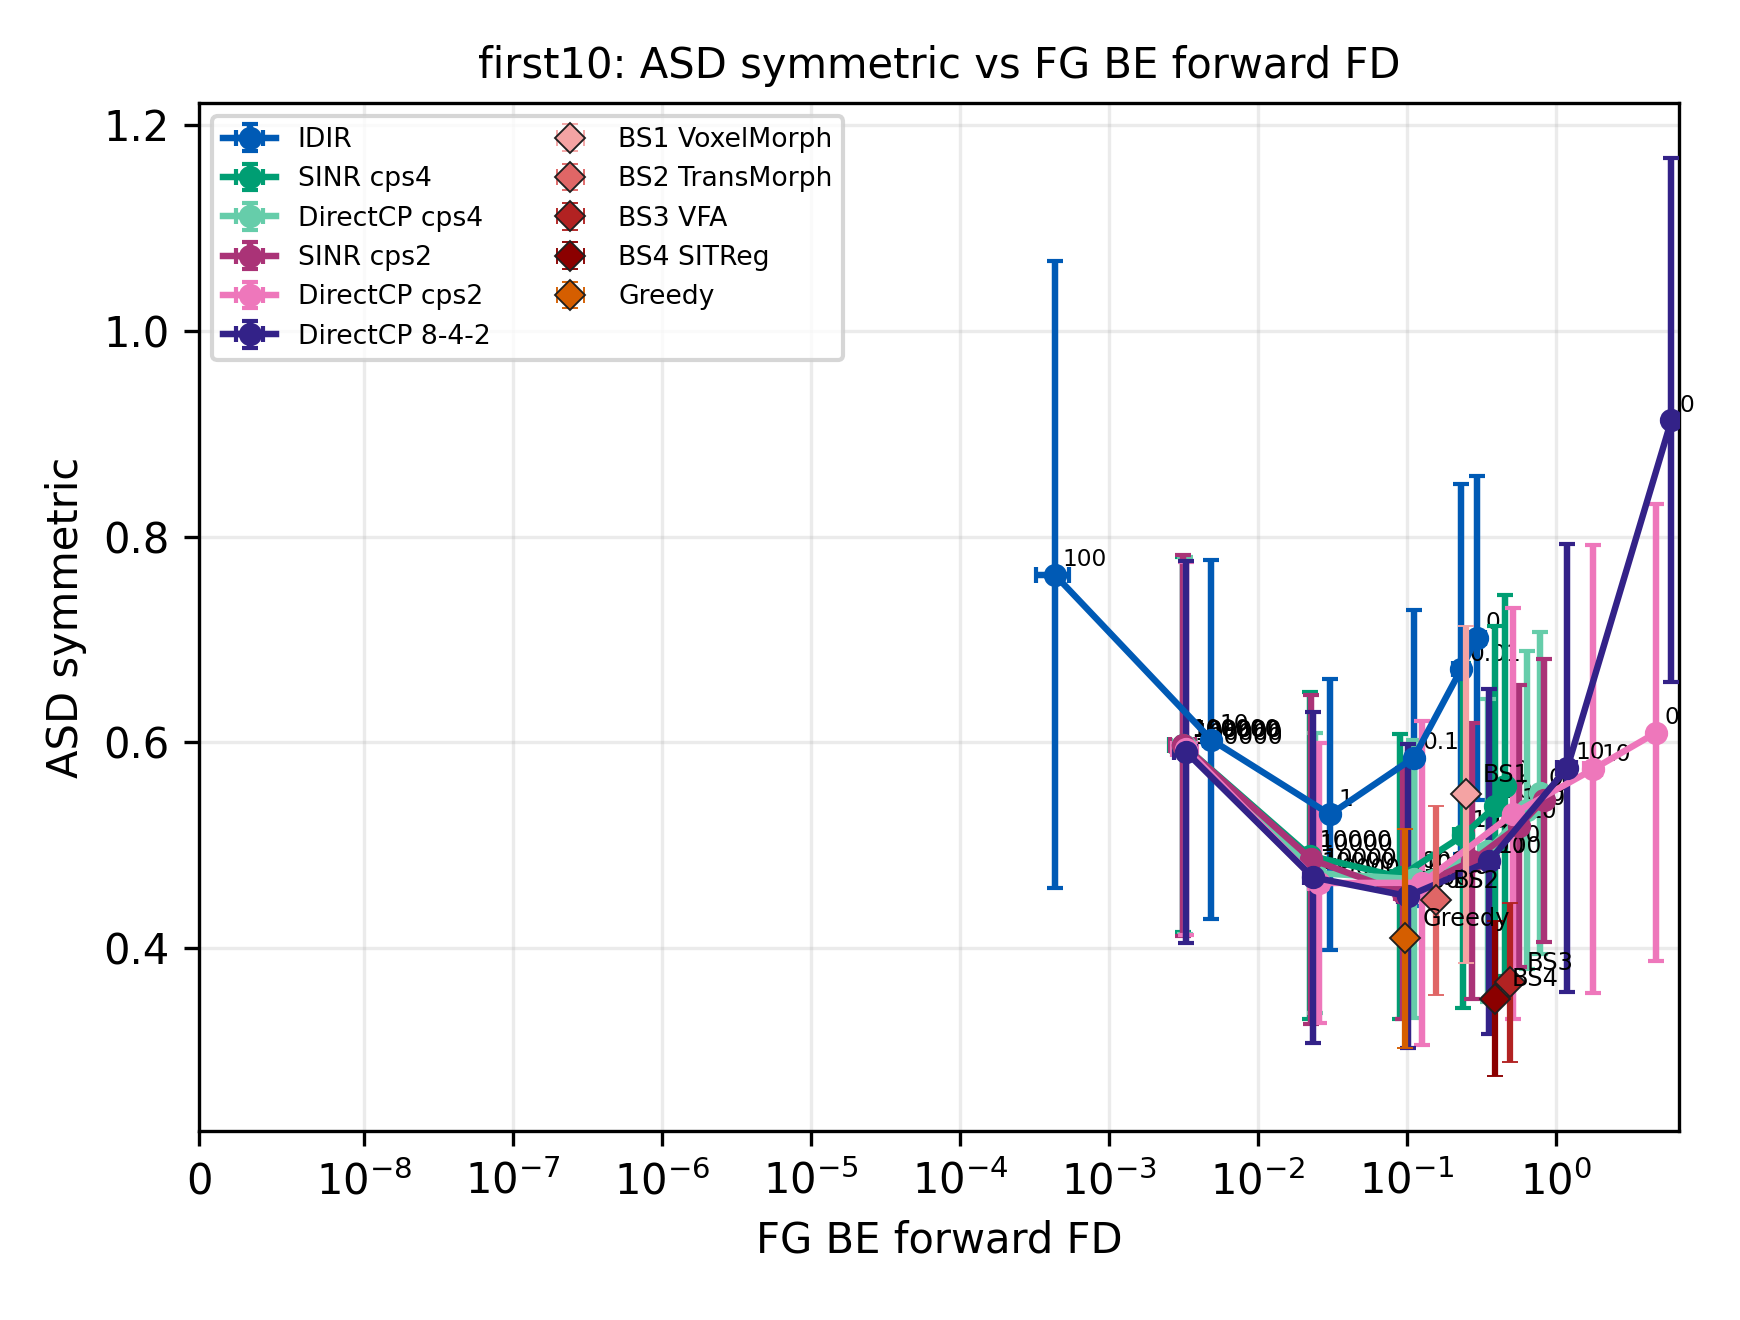 first10: ASD symmetric vs FG BE forward FD
1.2
1.0
0.8
0.6
0.4
ASD symmetric
IDIR
SINR cps4
DirectCP cps4
SINR cps2
DirectCP cps2
DirectCP 8-4-2
BS1 VoxelMorph
BS2 TransMorph
BS3 VFA
BS4 SITReg
Greedy
0
100
0
0
10
0.1
10
10
1
BS1
10000
10000
100
BS2
Greedy
BS3
BS4
0
10⁻⁸
10⁻⁷
10⁻⁶
10⁻⁵
10⁻⁴
10⁻³
10⁻²
10⁻¹
10⁰
FG BE forward FD